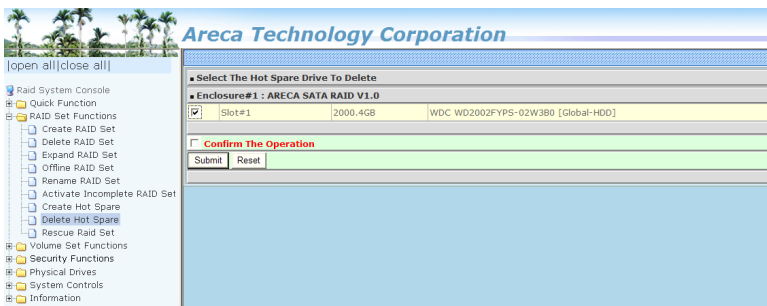 Areca Technology Corporation
|open all|close all|
Raid System Console
Quick Function
RAID Set Functions
Create RAID Set
Delete RAID Set
Expand RAID Set
Offline RAID Set
Rename RAID Set
Activate Incomplete RAID Set
Create Hot Spare
Delete Hot Spare
Rescue Raid Set
Volume Set Functions
Security Functions
Physical Drives
System Controls
Information
Select The Hot Spare Drive To Delete
Enclosure#1 : ARECA SATA RAID V1.0
Slot#1 2000.4GB WDC WD2002FYPS-02W3B0 [Global-HDD]
Confirm The Operation
Submit Reset